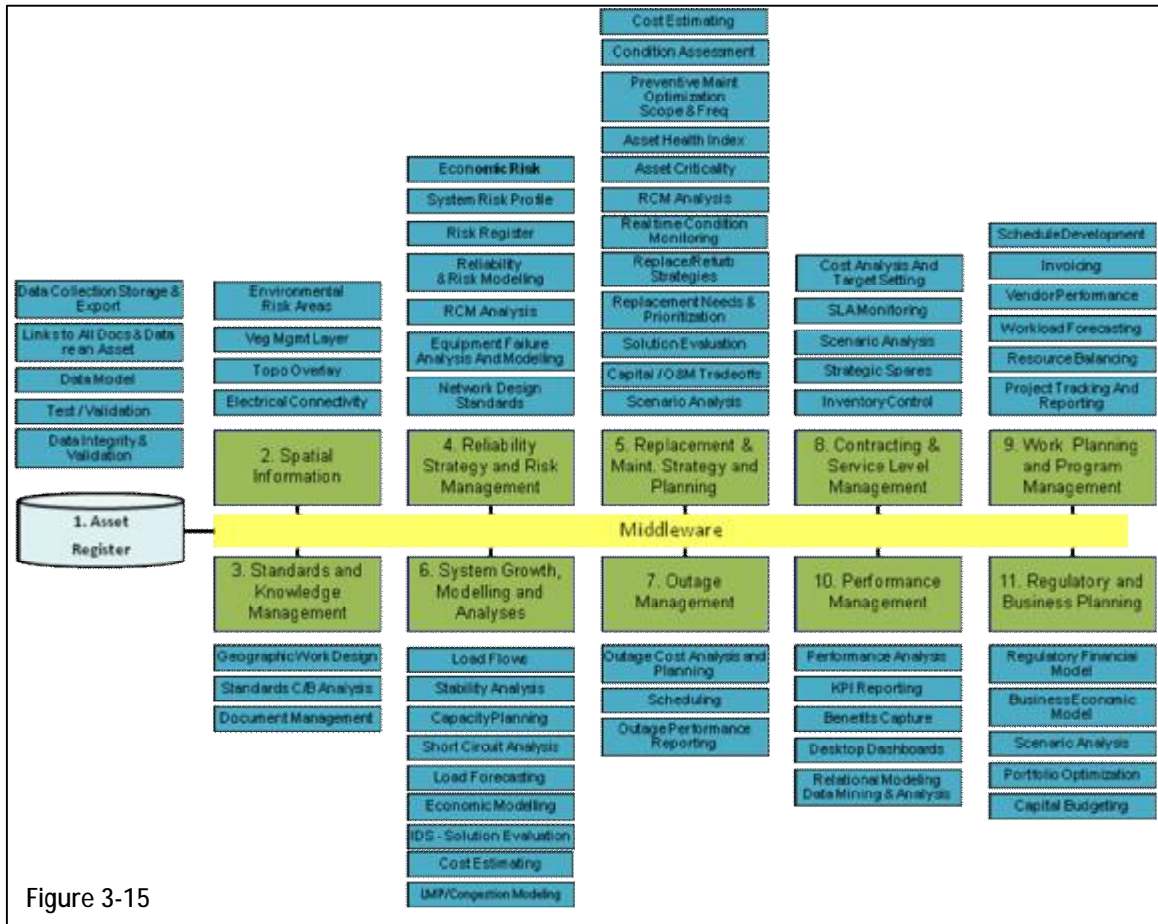 Cost Estimating
Condition Assessment
Preventive Maint
Optimization
Scope & Freq
Asset Health Index
Asset Criticality
RCM Analysis
Realtime Condition
Monitoring
Replace/Refurb
Strategies
Replacement Needs &
Prioritization
Solution Evaluation
Capital / O&M Tradeoffs
Scenario Analysis
Economic Risk
System Risk Profile
Risk Register
Reliability
& Risk Modelling
RCM Analysis
Equipment Failure
Analysis And Modelling
Network Design
Standards
Data Collection Storage &
Export
Links to All Docs & Data
re an Asset
Data Model
Test / Validation
Data Integrity &
Validation
Environmental
Risk Areas
Veg Mgmt Layer
Topo Overlay
Electrical Connectivity
Cost Analysis And
Target Setting
SLA Monitoring
Scenario Analysis
Strategic Spares
Inventory Control
Schedule Development
Invoicing
Vendor Performance
Workload Forecasting
Resource Balancing
Project Tracking And
Reporting
2. Spatial
Information
4. Reliability
Strategy and Risk
Management
5. Replacement &
Maint. Strategy and
Planning
8. Contracting &
Service Level
Management
9. Work Planning
and Program
Management
1. Asset
Register
Middleware
3. Standards and
Knowledge
Management
6. System Growth,
Modelling and
Analyses
7. Outage
Management
10. Performance
Management
11. Regulatory and
Business Planning
Geographic Work Design
Standards C/B Analysis
Document Management
Load Flows
Stability Analysis
Capacity Planning
Short Circuit Analysis
Load Forecasting
Economic Modelling
IDS - Solution Evaluation
Cost Estimating
LMP/Congestion Modeling
Outage Cost Analysis and
Planning
Scheduling
Outage Performance
Reporting
Performance Analysis
KPI Reporting
Benefits Capture
Desktop Dashboards
Relational Modeling
Data Mining & Analysis
Regulatory Financial
Model
Business Economic
Model
Scenario Analysis
Portfolio Optimization
Capital Budgeting
Figure 3-15